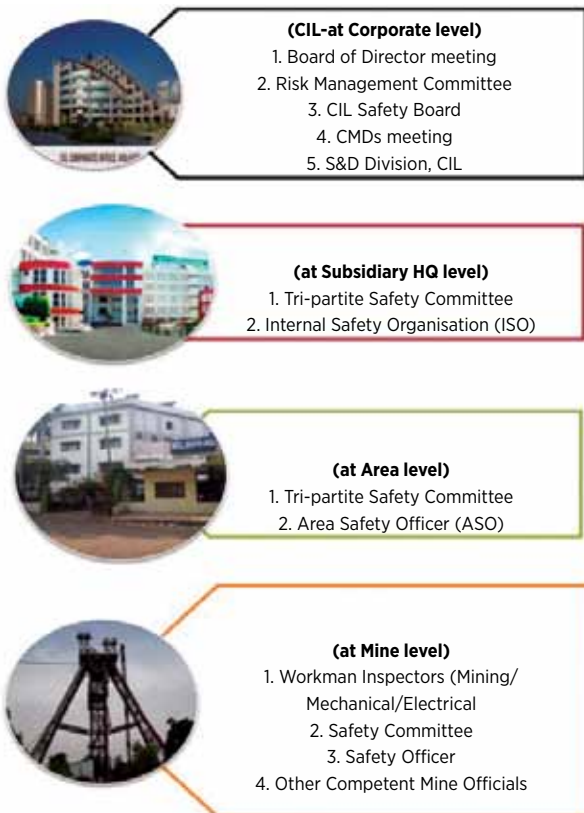 (CIL-at Corporate level)
1. Board of Director meeting
2. Risk Management Committee
3. CIL Safety Board
4. CMDs meeting
5. S&D Division, CIL
(at Subsidiary HQ level)
1. Tri-partite Safety Committee
2. Internal Safety Organisation (ISO)
(at Area level)
1. Tri-partite Safety Committee
2. Area Safety Officer (ASO)
(at Mine level)
1. Workman Inspectors (Mining/
Mechanical/Electrical
2. Safety Committee
3. Safety Officer
4. Other Competent Mine Officials